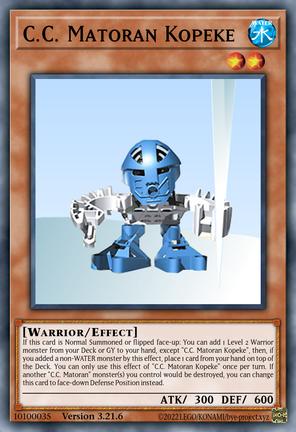 C.C. Matoran Kopeke
WATER
水
[Warrior/Effect]
If this card is Normal Summoned or flipped face-up: You can add 1 Level 2 Warrior
monster from your Deck or GY to your hand, except "C.C. Matoran Kopeke", then, if
you added a non-WATER monster by this effect, place 1 card from your hand on top of
the Deck. You can only use this effect of "C.C. Matoran Kopeke" once per turn. If
another "C.C. Matoran" monster(s) you control would be destroyed, you can change
this card to face-down Defense Position instead.
ATK/ 300 DEF/ 600
10100035 Version 3.21.6 ©2022LEGO/KONAMI/bye-project.xyz